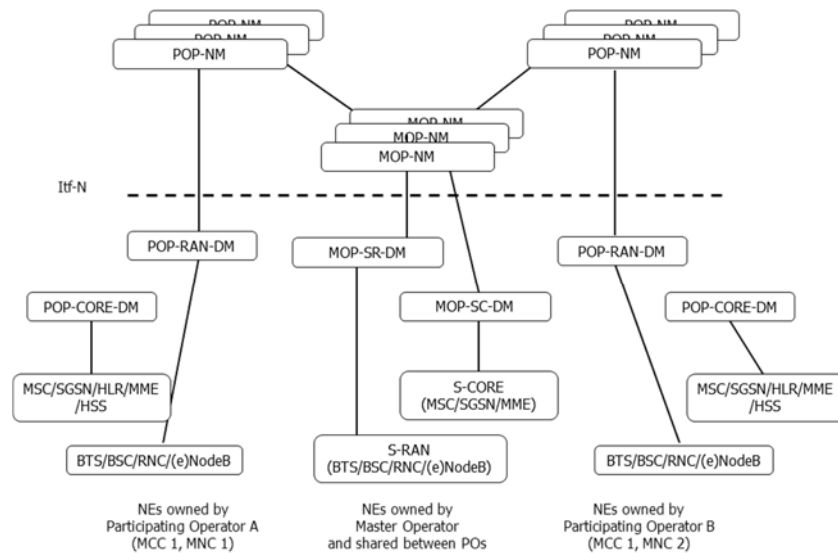 POP-NM
POP-NM
POP-NM
POP-NM
POP-NM
POP-NM
MOP-NM
MOP-NM
MOP-NM
Itf-N
POP-RAN-DM
MOP-SR-DM
POP-RAN-DM
POP-CORE-DM
MOP-SC-DM
POP-CORE-DM
MSC/SGSN/HLR/MME
/HSS
S-CORE
(MSC/SGSN/MME)
MSC/SGSN/HLR/MME
/HSS
BTS/BSC/RNC/(e)NodeB
S-RAN
(BTS/BSC/RNC/(e)NodeB)
BTS/BSC/RNC/(e)NodeB
NEs owned by
Participating Operator A
(MCC 1, MNC 1)
NEs owned by
Master Operator
and shared between POs
NEs owned by
Participating Operator B
(MCC 1, MNC 2)